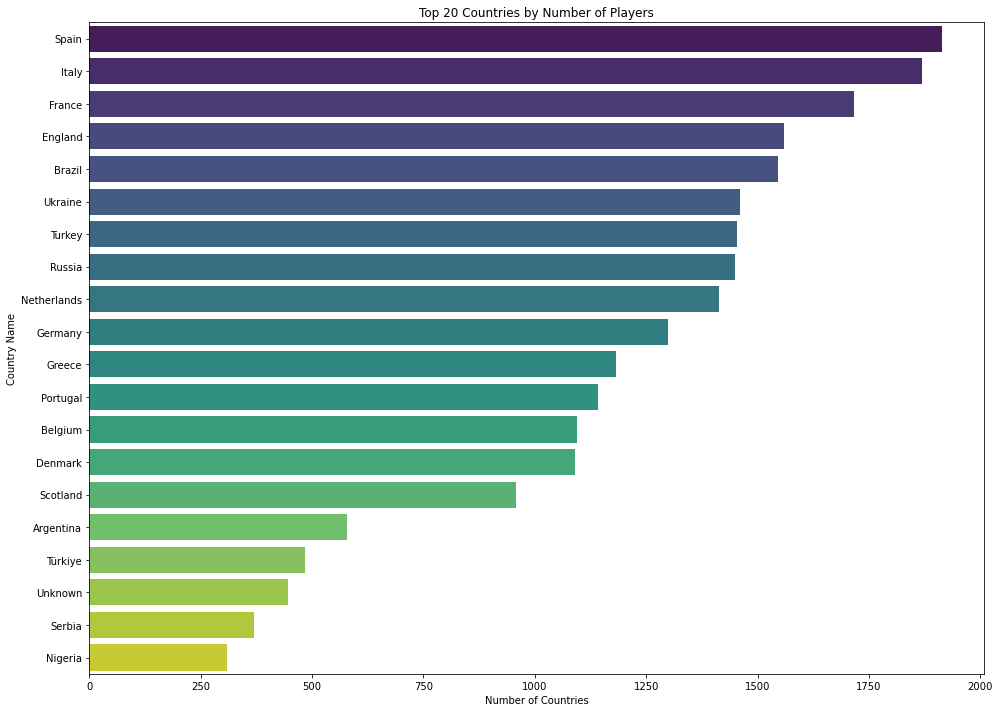 Top 20 Countries by Number of Players
Country Name
Spain
Italy
France
England
Brazil
Ukraine
Turkey
Russia
Netherlands
Germany
Greece
Portugal
Belgium
Denmark
Scotland
Argentina
Türkiye
Unknown
Serbia
Nigeria
0 250 500 750 1000 1250 1500 1750 2000
Number of Countries